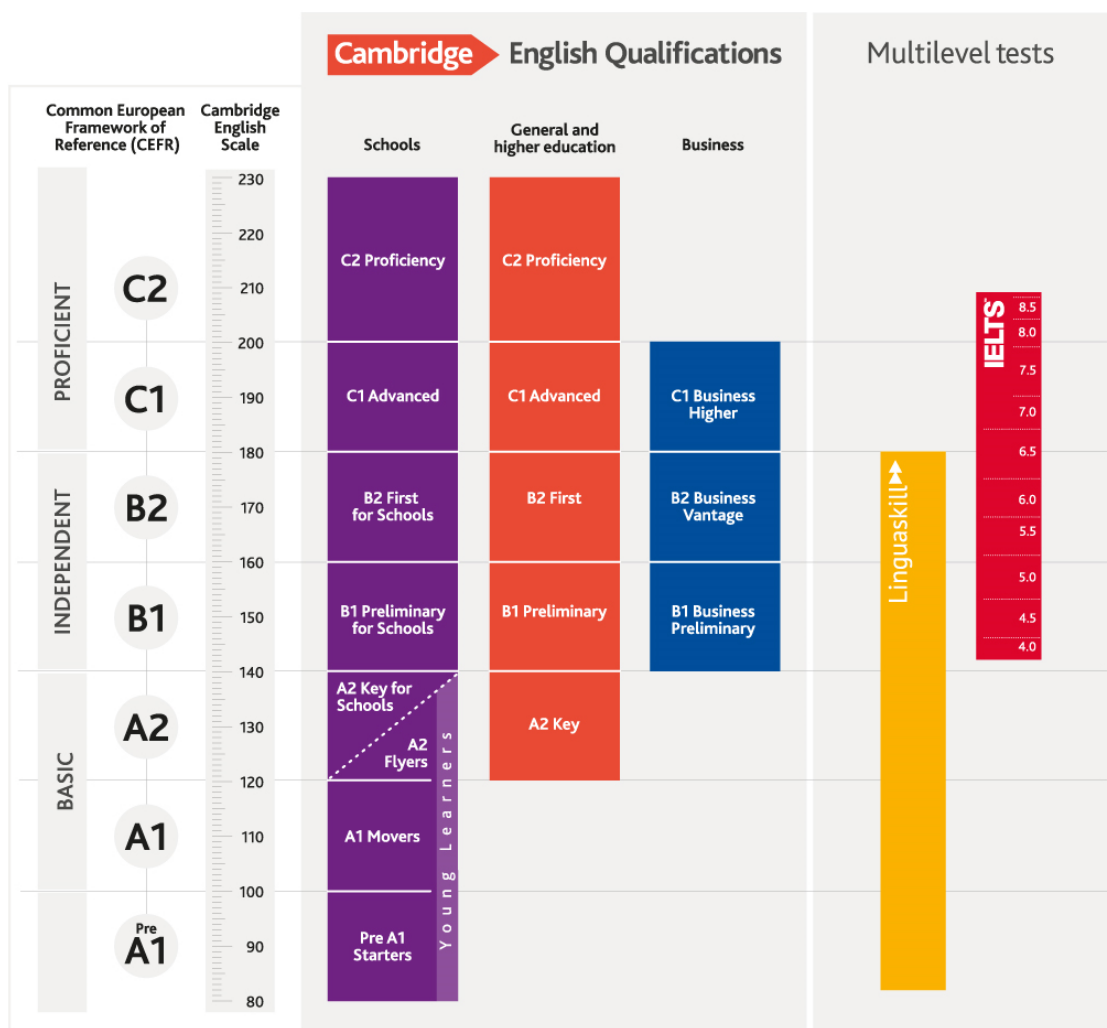 Cambridge English Qualifications
Multilevel tests
Common European
Framework of
Reference (CEFR)
Cambridge
English
Scale
Schools
General and
higher education
Business
PROFICIENT
INDEPENDENT
BASIC
C2
C1
B2
B1
A2
A1
Pre
A1
230
220
210
200
190
180
170
160
150
140
130
120
110
100
90
80
C2 Proficiency
C1 Advanced
B2 First
for Schools
B1 Preliminary
for Schools
A2 Key for
Schools
A2
Flyers
A1 Movers
Pre A1
Starters
Young Learners
C2 Proficiency
C1 Advanced
B2 First
B1 Preliminary
A2 Key
C1 Business
Higher
B2 Business
Vantage
B1 Business
Preliminary
Linguaskill
IELTS™
8.5
8.0
7.5
7.0
6.5
6.0
5.5
5.0
4.5
4.0